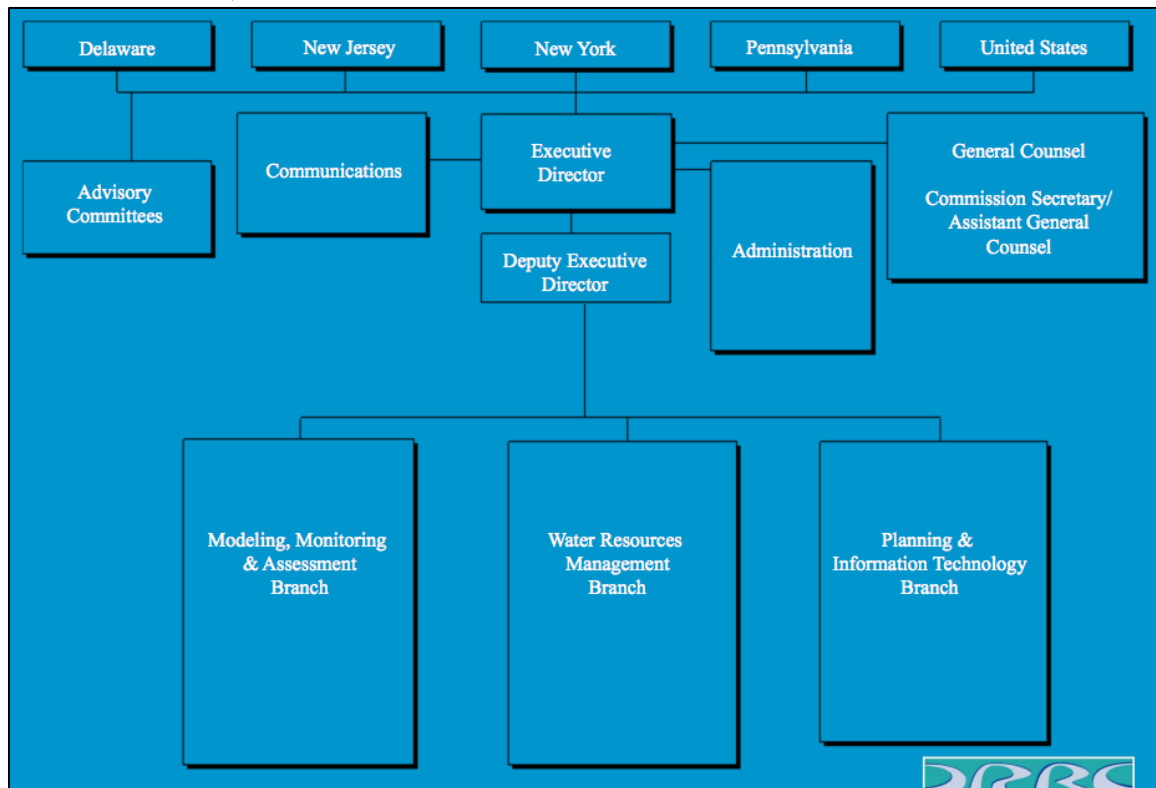 Delaware
New Jersey
New York
Pennsylvania
United States
Advisory
Committees
Communications
Executive
Director
Deputy Executive
Director
Administration
General Counsel
Commission Secretary/
Assistant General
Counsel
Modeling, Monitoring
& Assessment
Branch
Water Resources
Management
Branch
Planning &
Information Technology
Branch
DRBC